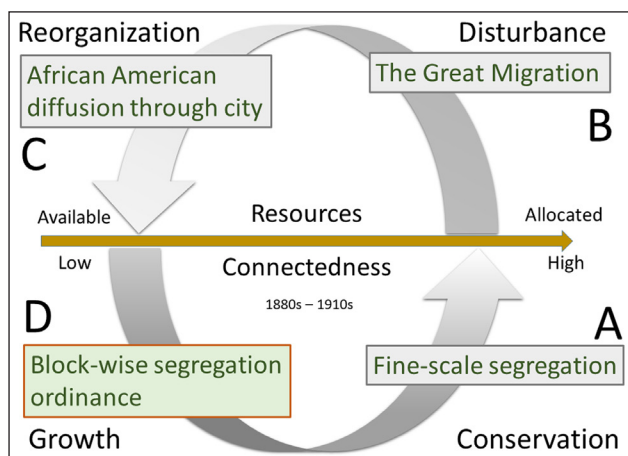 Reorganization
Disturbance
African American
diffusion through city
The Great Migration
C
B
Available
Resources
Allocated
Low
Connectedness
High
1880s – 1910s
D
A
Block-wise segregation
ordinance
Fine-scale segregation
Growth
Conservation